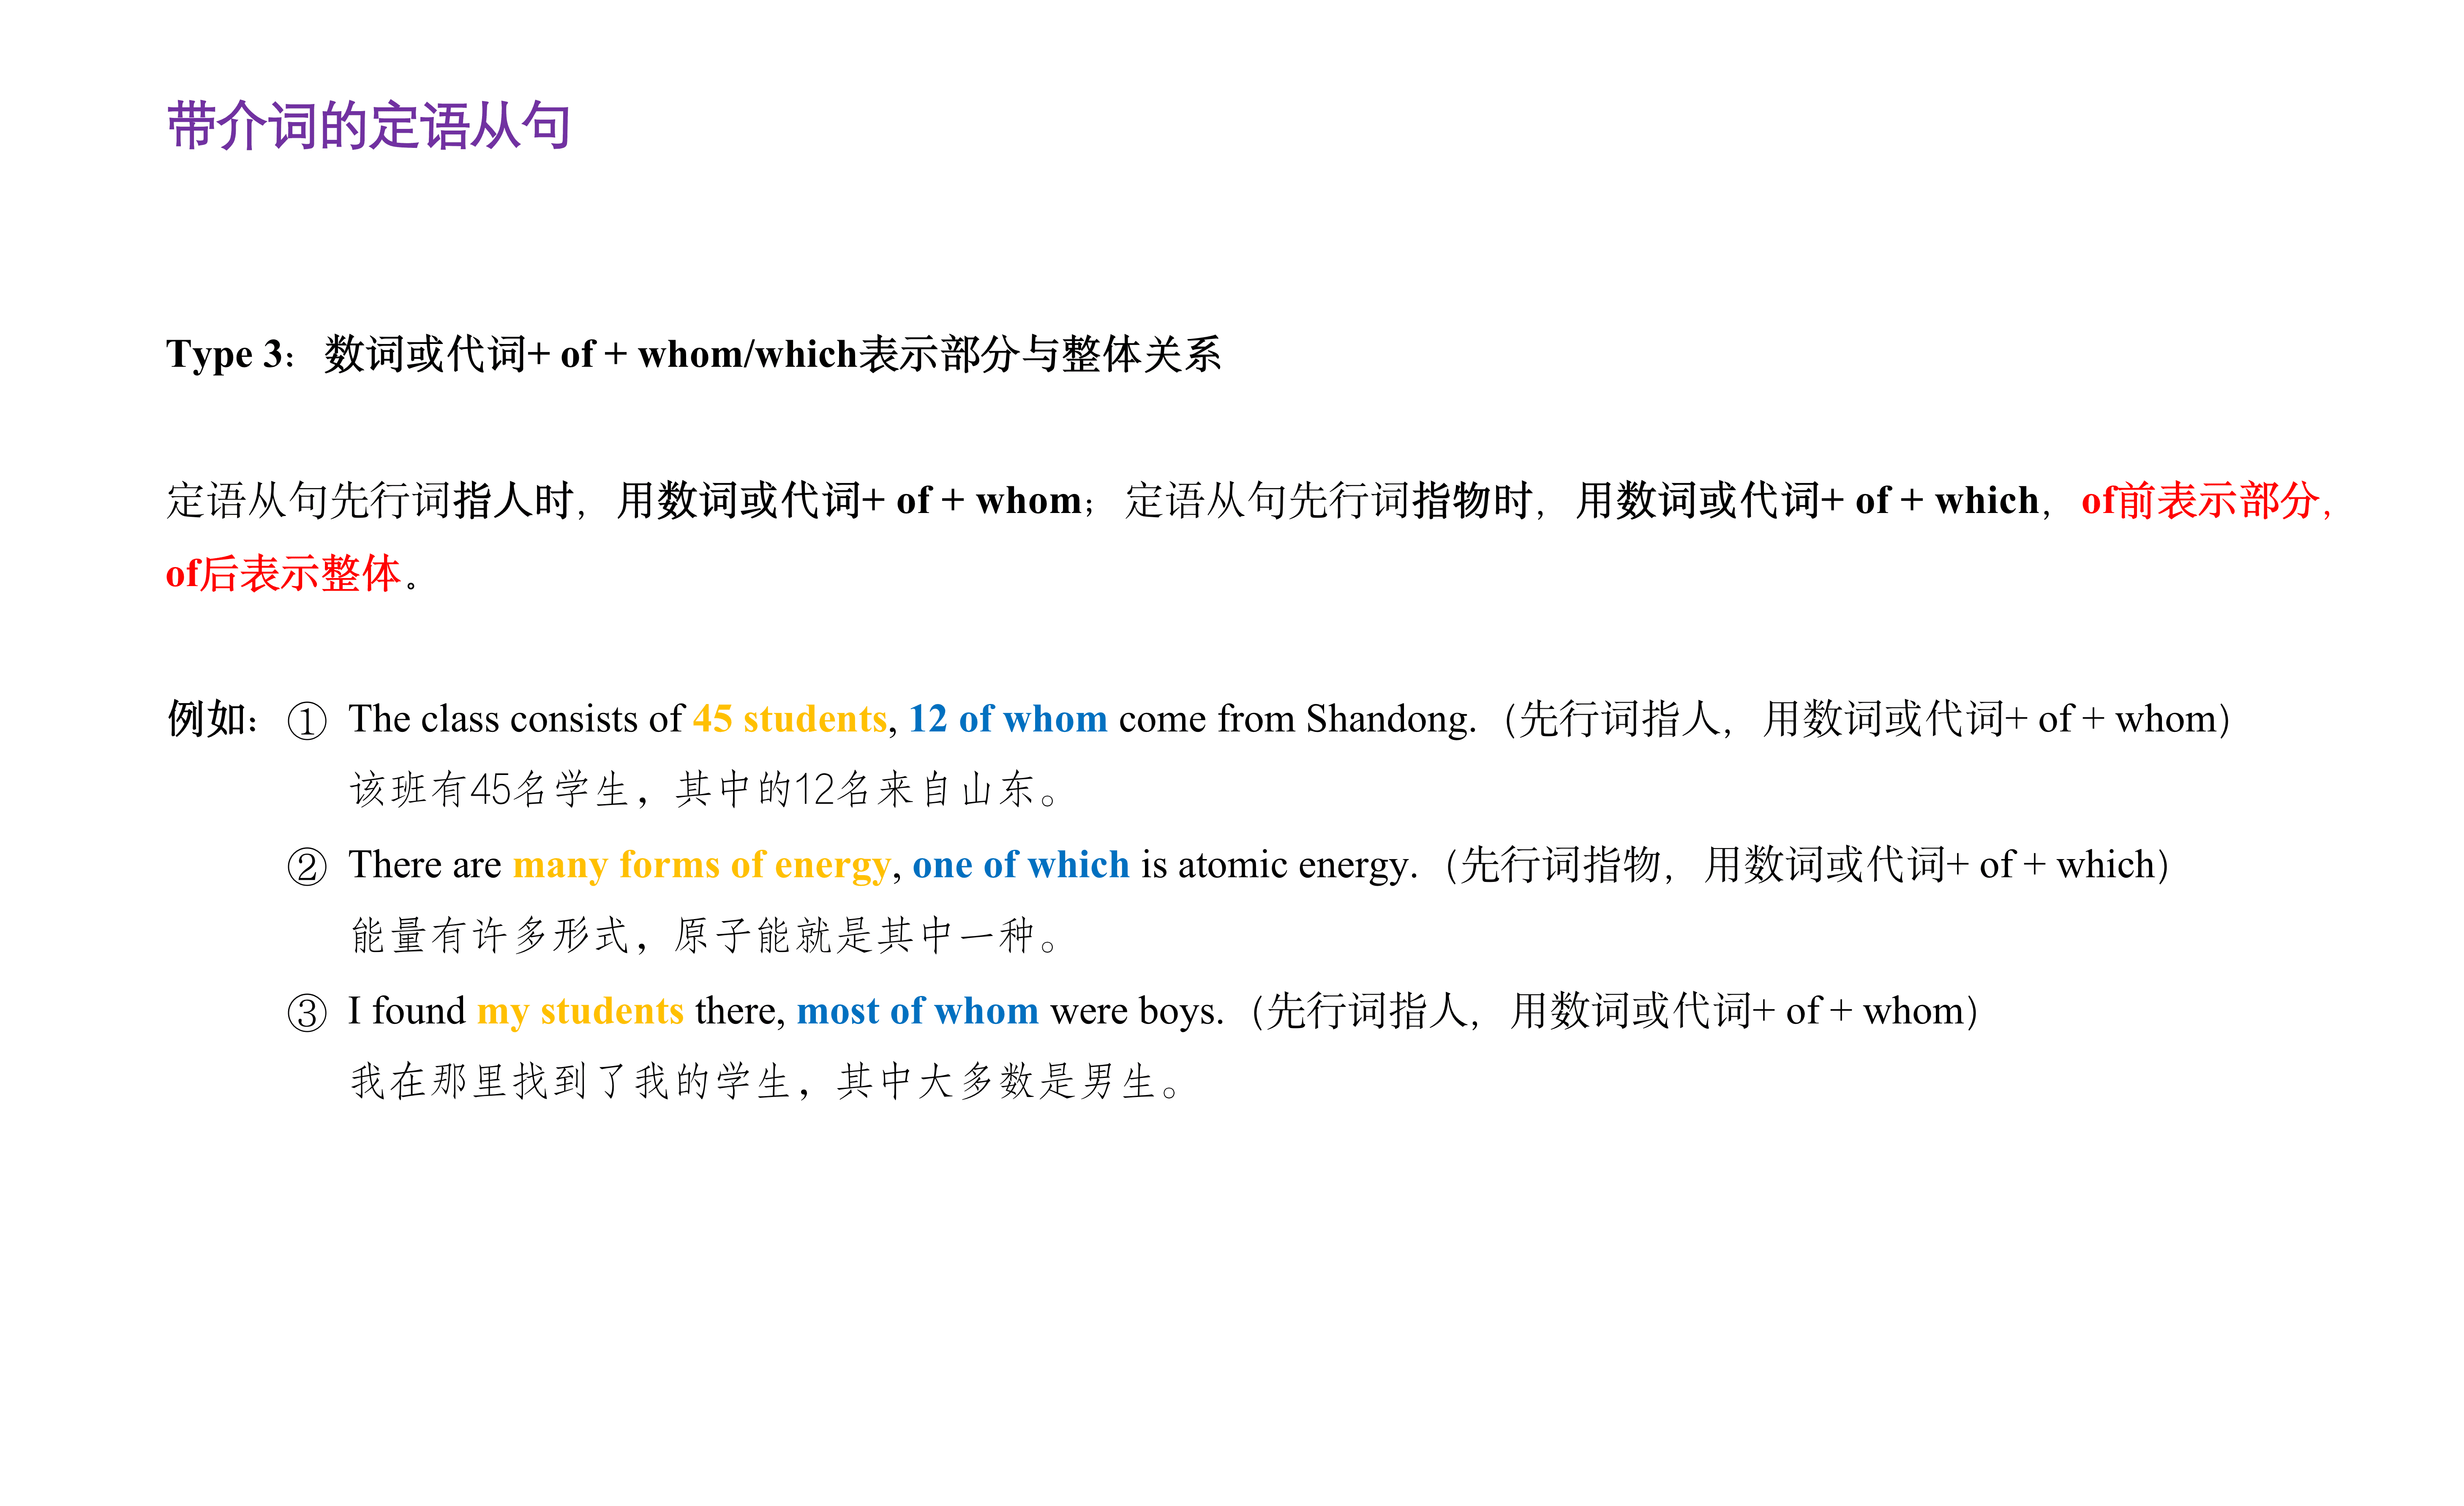 带介词的定语从句
Type 3：数词或代词+ of + whom/which表示部分与整体关系
定语从句先行词指人时，用数词或代词+ of + whom；定语从句先行词指物时，用数词或代词+ of + which，of前表示部分，
of后表示整体。
例如：① The class consists of 45 students, 12 of whom come from Shandong.（先行词指人，用数词或代词+ of + whom）
该班有45名学生，其中的12名来自山东。
② There are many forms of energy, one of which is atomic energy.（先行词指物，用数词或代词+ of + which）
能量有许多形式，原子能就是其中一种。
③ I found my students there, most of whom were boys.（先行词指人，用数词或代词+ of + whom）
我在那里找到了我的学生，其中大多数是男生。